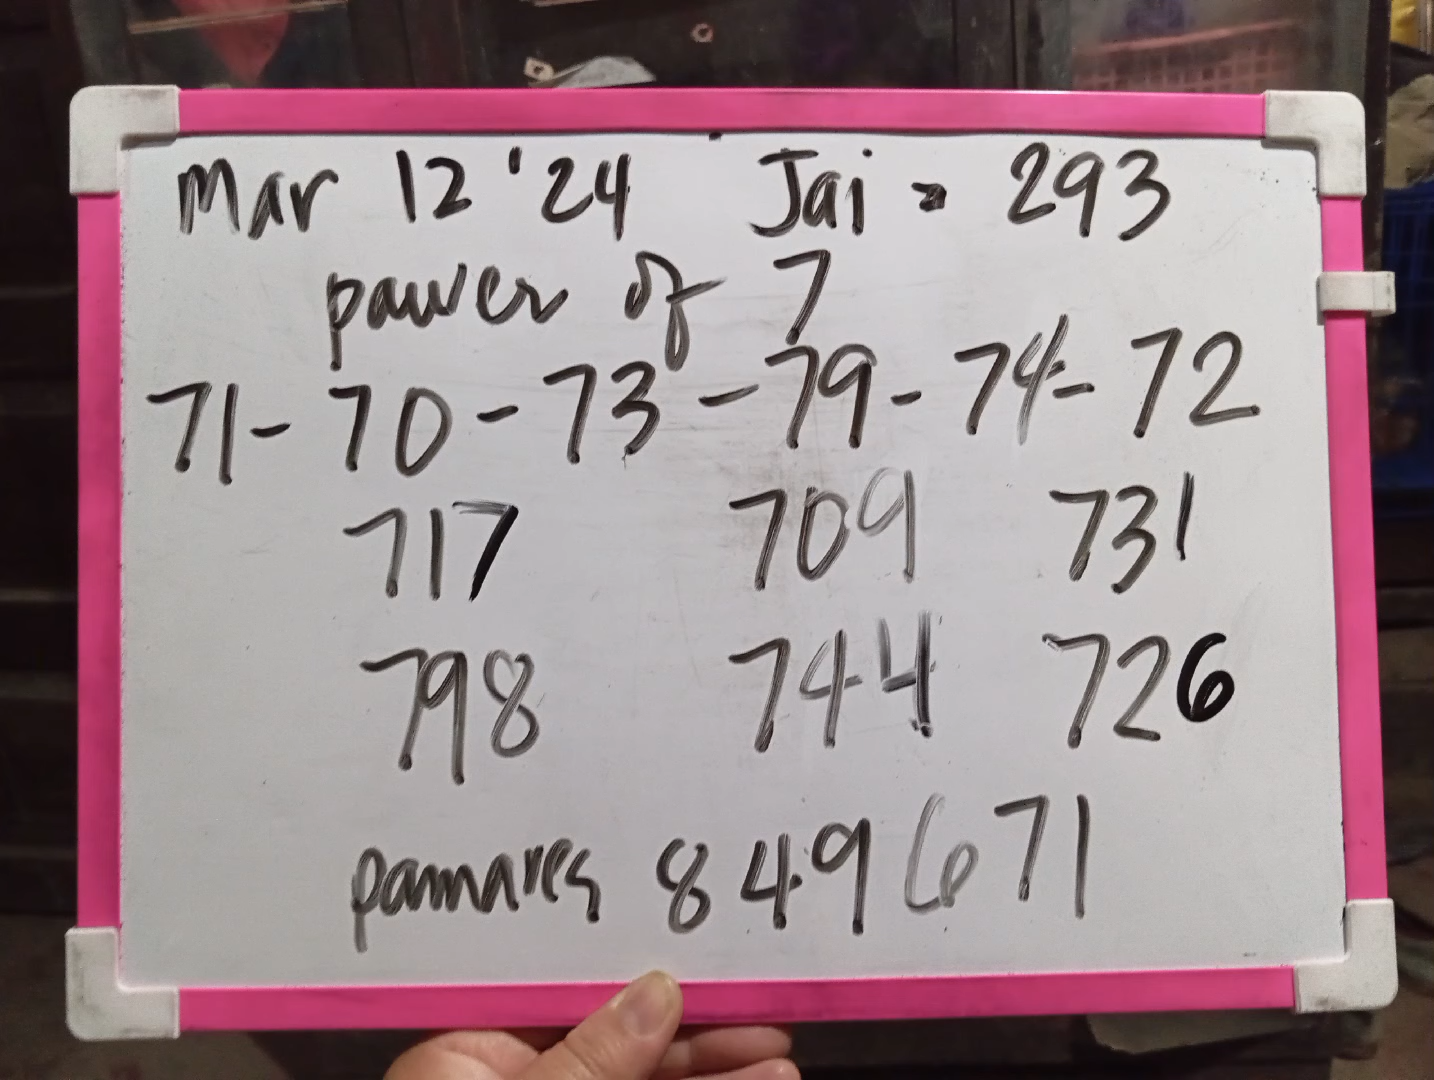 Mar 12 '24 Jai = 293
power of 7
71 - 70 - 73 - 79 - 74 - 72
717 709 731
798 744 726
pamares 849671